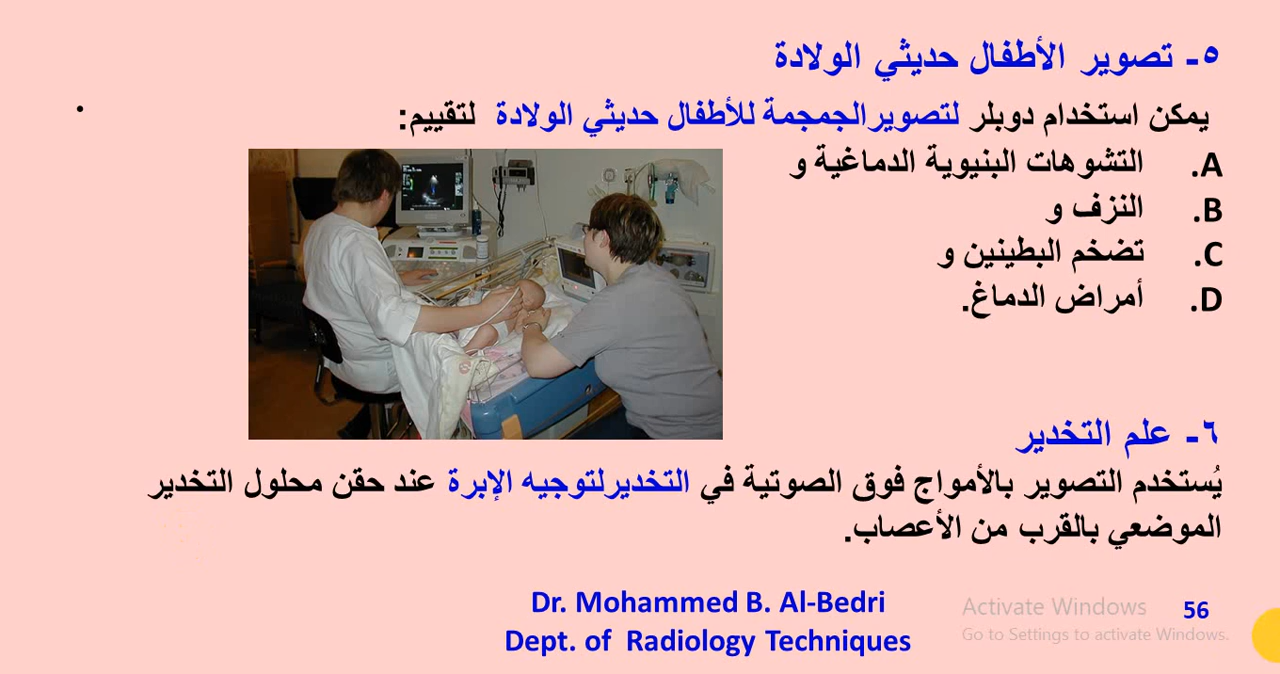 ٥- تصوير الأطفال حديثي الولادة
يمكن استخدام دوبلر لتصويرالجمجمة للأطفال حديثي الولادة لتقييم:
A. التشوهات البنيوية الدماغية و
B. النزف و
C. تضخم البطينين و
D. أمراض الدماغ.
٦- علم التخدير
يُستخدم التصوير بالأمواج فوق الصوتية في التخديرلتوجيه الإبرة عند حقن محلول التخدير
الموضعي بالقرب من الأعصاب.
Dr. Mohammed B. Al-Bedri
Dept. of Radiology Techniques
56
Activate Windows
Go to Settings to activate Windows.